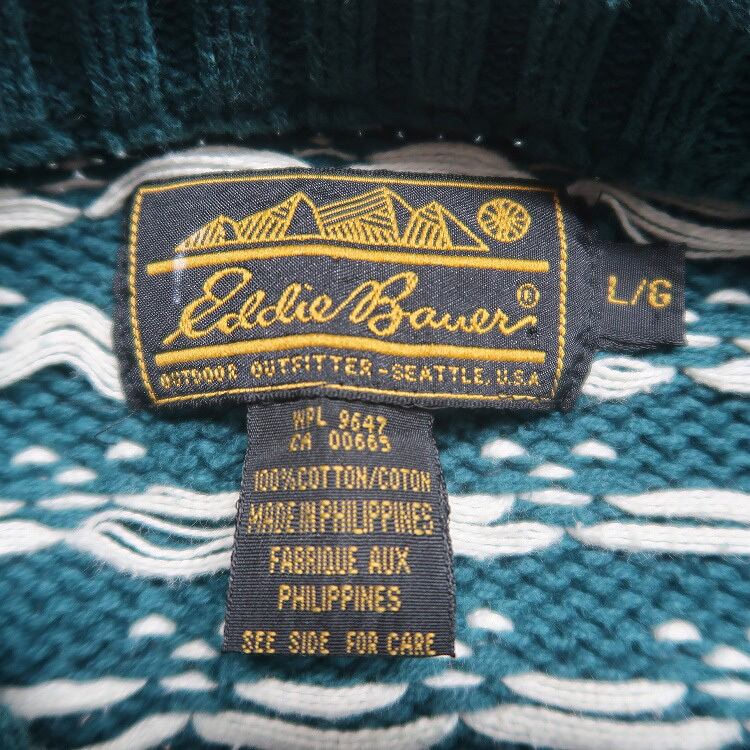 Eddie Bauer®
OUTDOOR OUTFITTER-SEATTLE, U.S.A
L/G
WPL 9647
CA 00665
100%COTTON/COTON
MADE IN PHILIPPINES
FABRIQUE AUX
PHILIPPINES
SEE SIDE FOR CARE